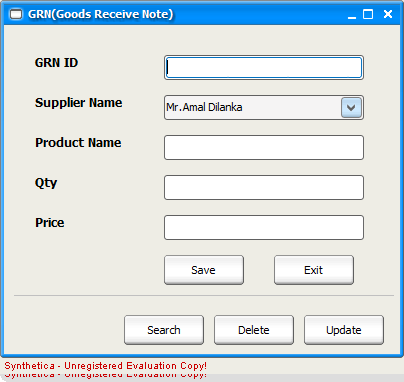 GRN(Goods Receive Note)
GRN ID
Supplier Name Mr.Amal Dilanka
Product Name
Qty
Price
Save Exit
Search Delete Update
Synthetica - Unregistered Evaluation Copy!
Synthetica - Unregistered Evaluation Copy!